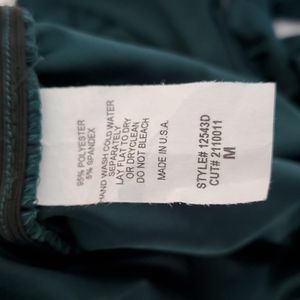 95% POLYESTER
5% SPANDEX
HAND WASH COLD WATER
SEPARATELY
LAY FLAT TO DRY
OR DRYCLEAN
DO NOT BLEACH
MADE IN U.S.A.
STYLE# 12543D
CUT# 2110011
M